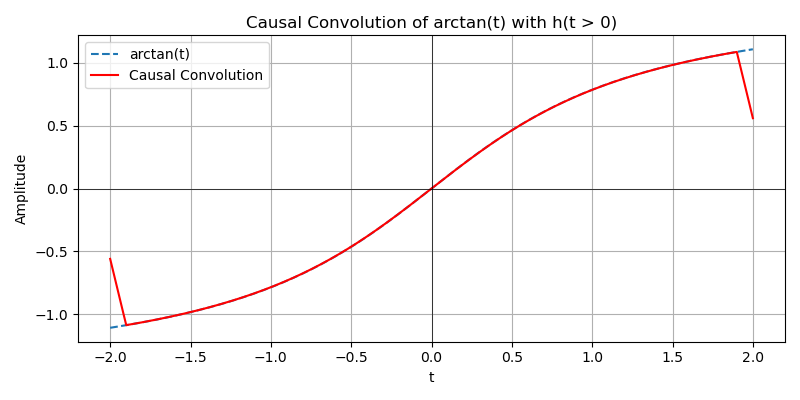 Causal Convolution of arctan(t) with h(t > 0)
arctan(t)
Causal Convolution
Amplitude
1.0
0.5
0.0
−0.5
−1.0
−2.0 −1.5 −1.0 −0.5 0.0 0.5 1.0 1.5 2.0
t